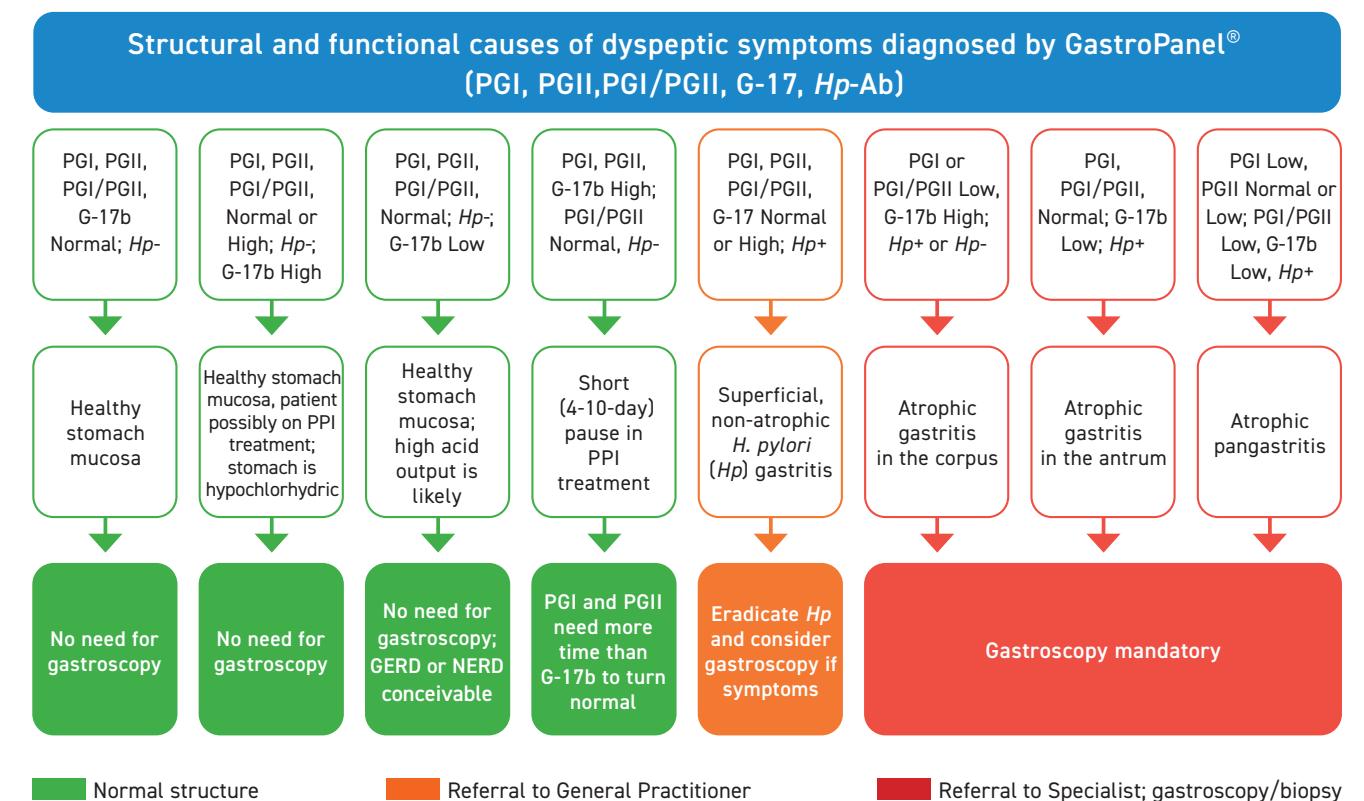 Structural and functional causes of dyspeptic symptoms diagnosed by GastroPanel®
(PGI, PGII,PGI/PGII, G-17, Hp-Ab)
PGI, PGII,
PGI/PGII,
G-17b
Normal; Hp-
PGI, PGII,
PGI/PGII,
Normal or
High; Hp-;
G-17b High
PGI, PGII,
PGI/PGII,
Normal; Hp-;
G-17b Low
PGI, PGII,
G-17b High;
PGI/PGII
Normal, Hp-
PGI, PGII,
PGI/PGII,
G-17 Normal
or High; Hp+
PGI or
PGI/PGII Low,
G-17b High;
Hp+ or Hp-
PGI,
PGI/PGII,
Normal; G-17b
Low; Hp+
PGI Low,
PGII Normal or
Low; PGI/PGII
Low, G-17b
Low, Hp+
Healthy
stomach
mucosa
Healthy stomach
mucosa, patient
possibly on PPI
treatment;
stomach is
hypochlorhydric
Healthy
stomach
mucosa;
high acid
output is
likely
Short
(4-10-day)
pause in
PPI
treatment
Superficial,
non-atrophic
H. pylori
(Hp) gastritis
Atrophic
gastritis
in the corpus
Atrophic
gastritis
in the antrum
Atrophic
pangastritis
No need for
gastroscopy
No need for
gastroscopy
No need for
gastroscopy;
GERD or NERD
conceivable
PGI and PGII
need more
time than
G-17b to turn
normal
Eradicate Hp
and consider
gastroscopy if
symptoms
Gastroscopy mandatory
Normal structure
Referral to General Practitioner
Referral to Specialist; gastroscopy/biopsy